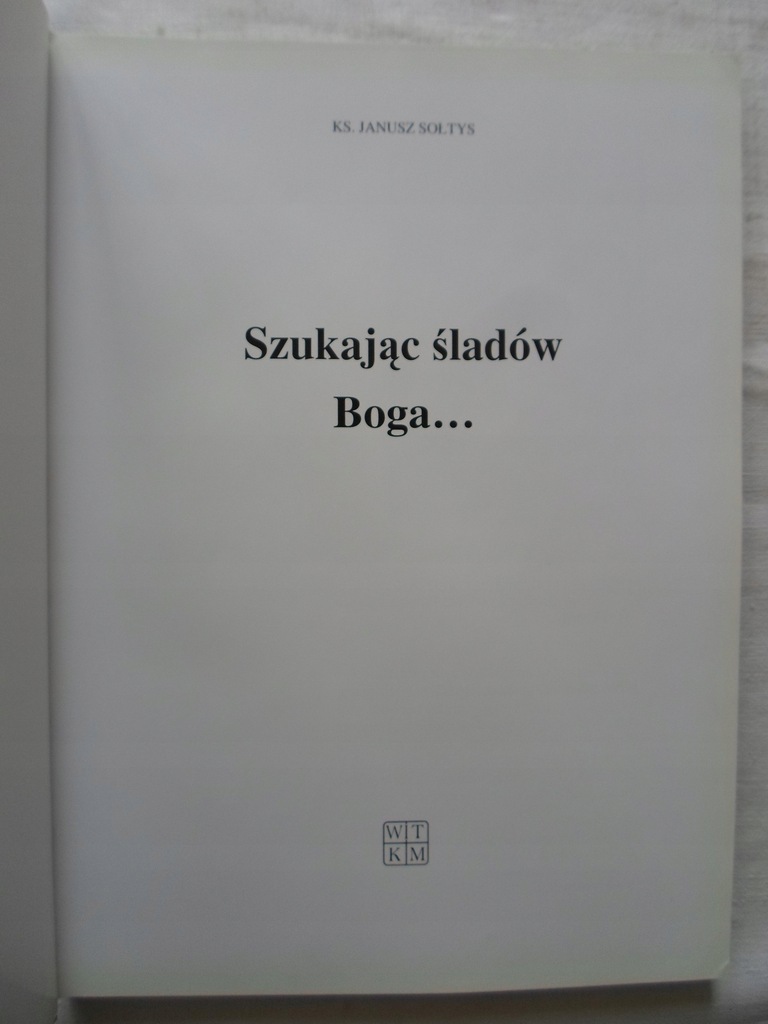 KS. JANUSZ SOŁTYS
Szukając śladów
Boga...
W T
K M